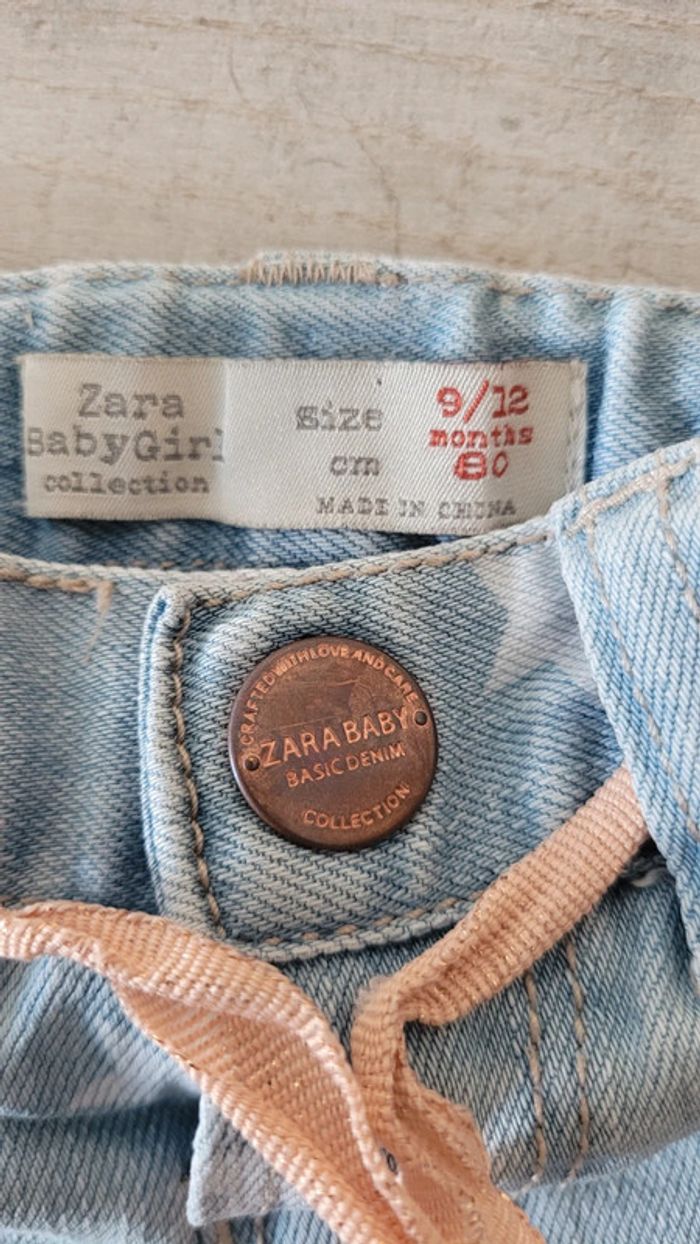 Zara
BabyGirl
collection
size
cm
9/12
months
80
MADE IN CHINA
CRAFTED WITH LOVE AND CARE
ZARA BABY
BASIC DENIM
COLLECTION